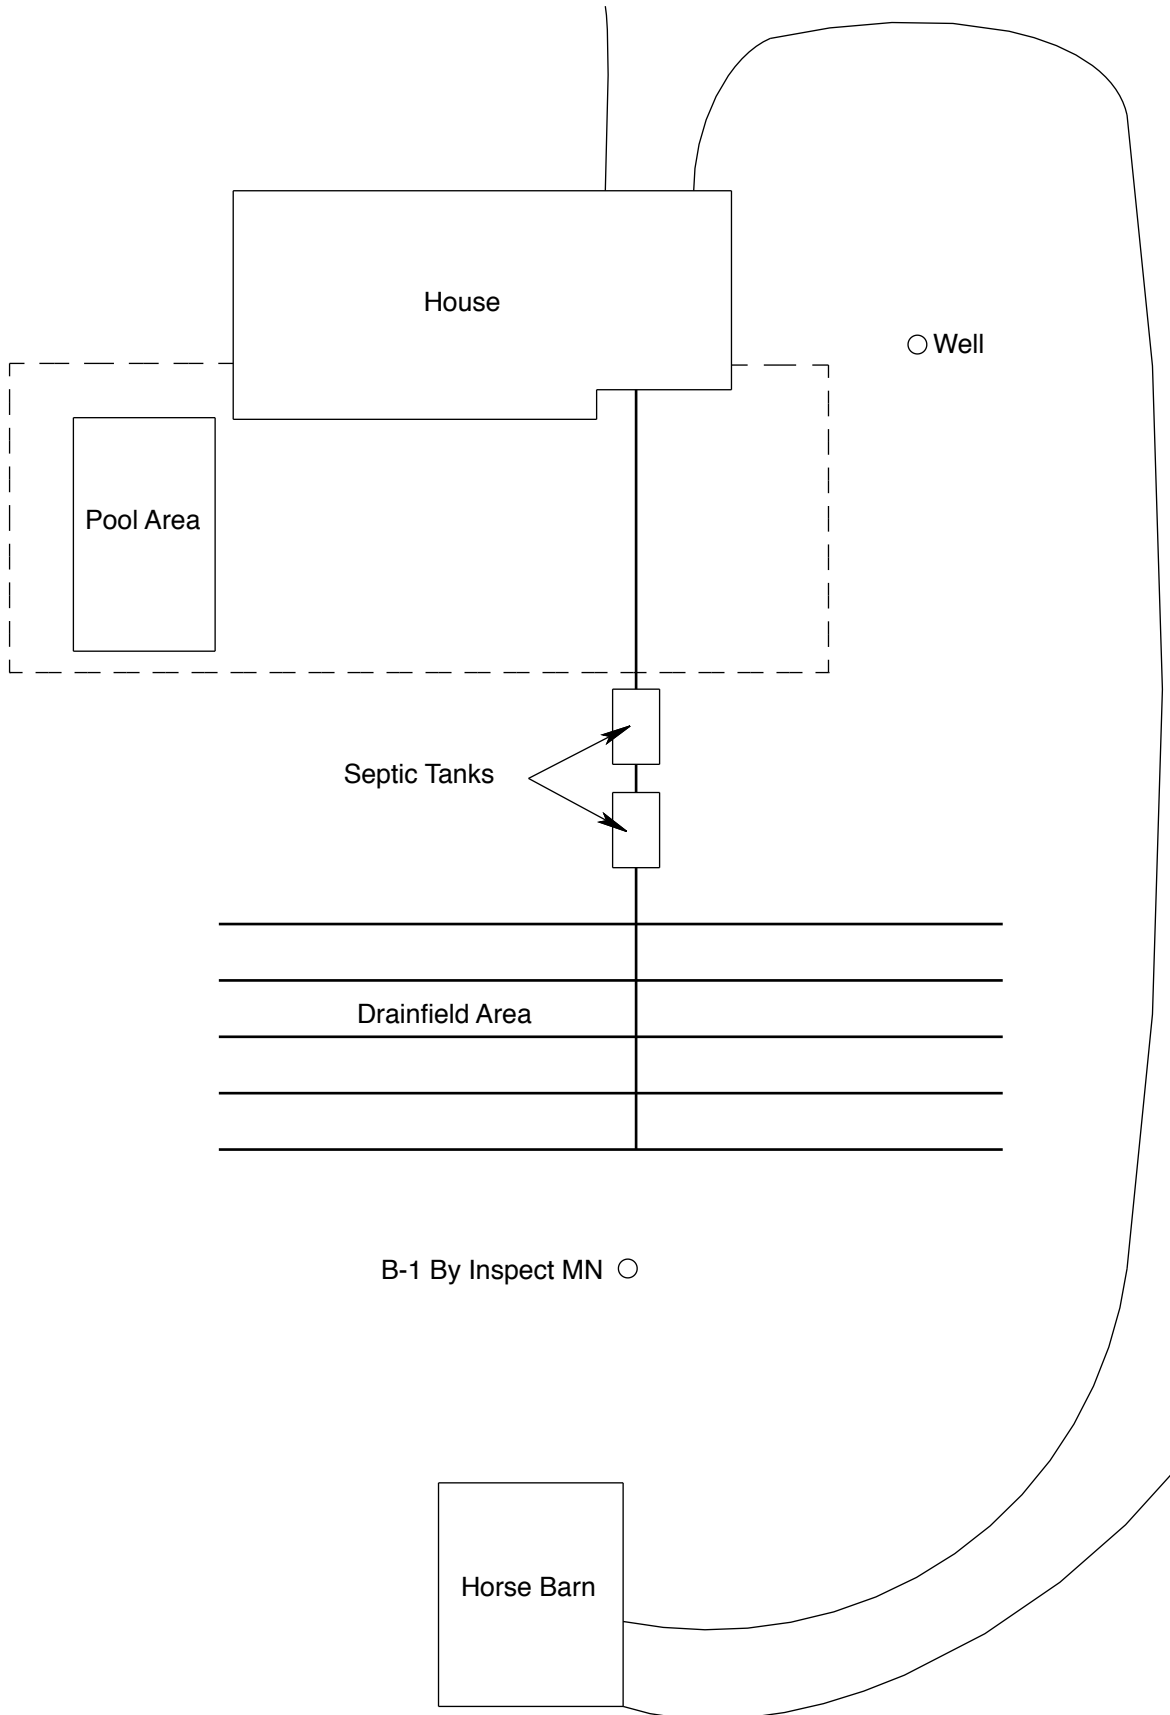 House
Well
Pool Area
Septic Tanks
Drainfield Area
B-1 By Inspect MN
Horse Barn